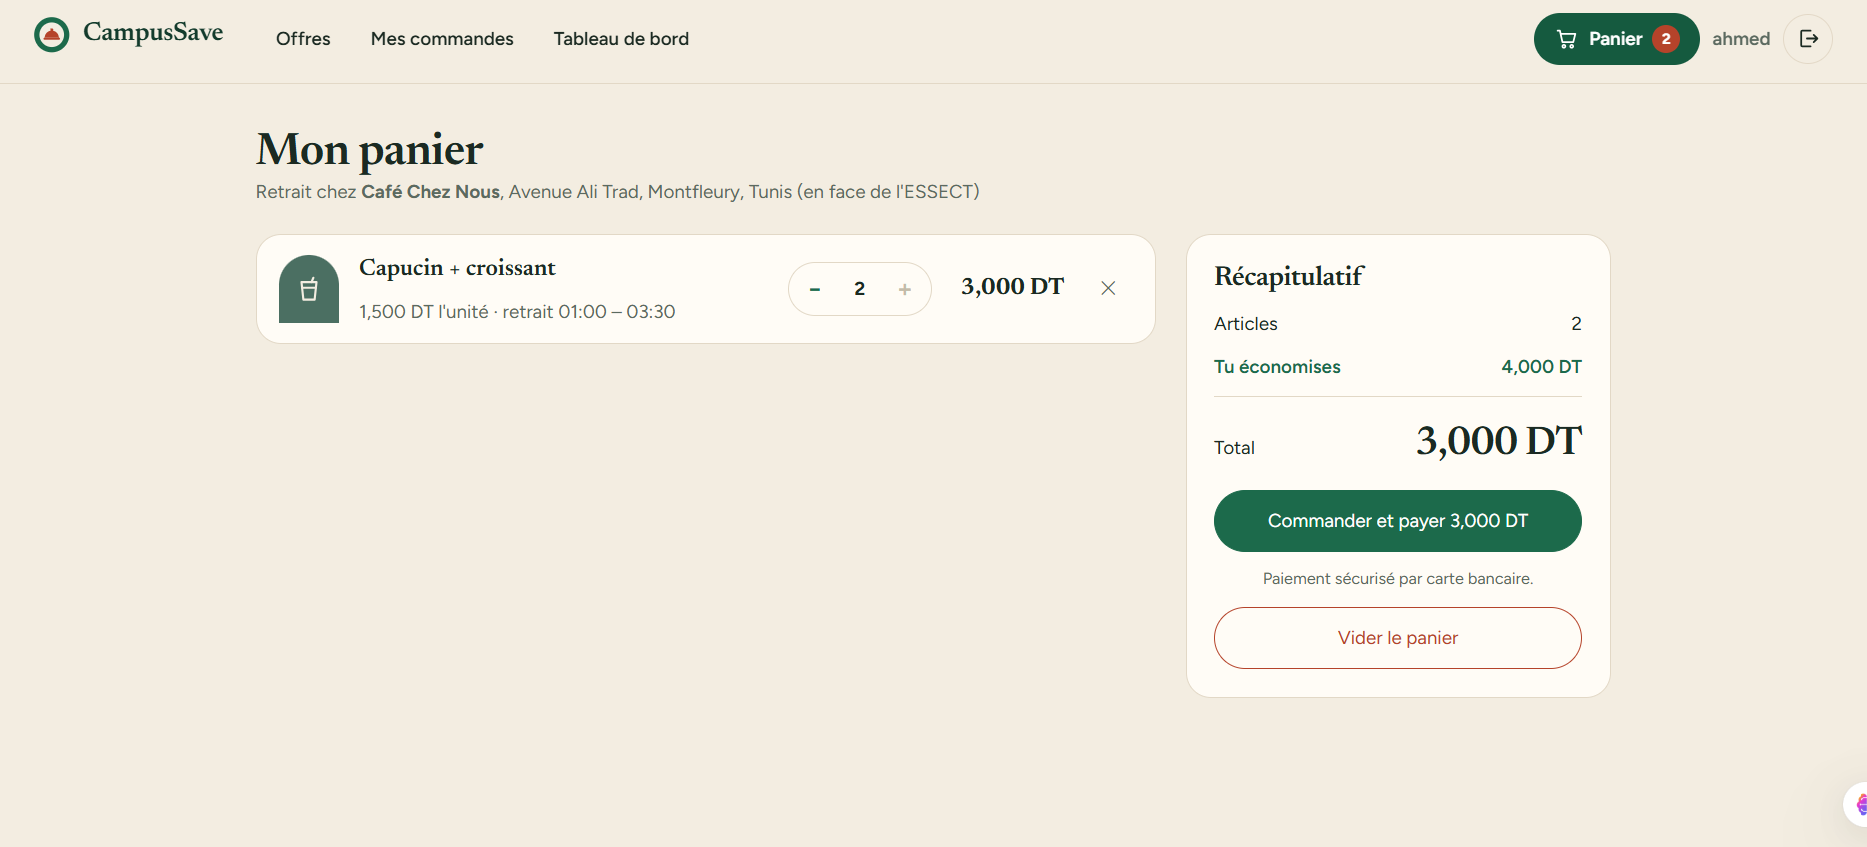 CampusSave
Offres
Mes commandes
Tableau de bord
Panier 2
ahmed
Mon panier
Retrait chez Café Chez Nous, Avenue Ali Trad, Montfleury, Tunis (en face de l'ESSECT)
Capucin + croissant
1,500 DT l'unité · retrait 01:00 – 03:30
− 2 +
3,000 DT
Récapitulatif
Articles 2
Tu économises 4,000 DT
Total 3,000 DT
Commander et payer 3,000 DT
Paiement sécurisé par carte bancaire.
Vider le panier